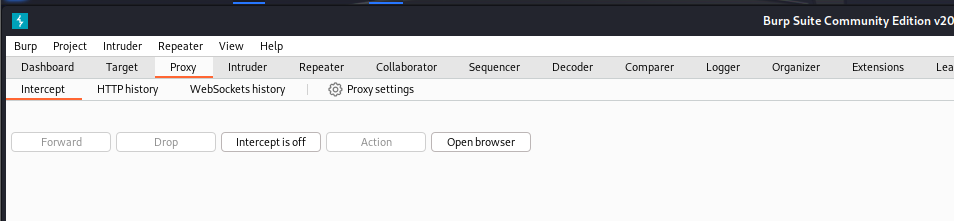 Burp Suite Community Edition v20
Burp Project Intruder Repeater View Help
Dashboard Target Proxy Intruder Repeater Collaborator Sequencer Decoder Comparer Logger Organizer Extensions Lea
Intercept HTTP history WebSockets history Proxy settings
Forward Drop Intercept is off Action Open browser